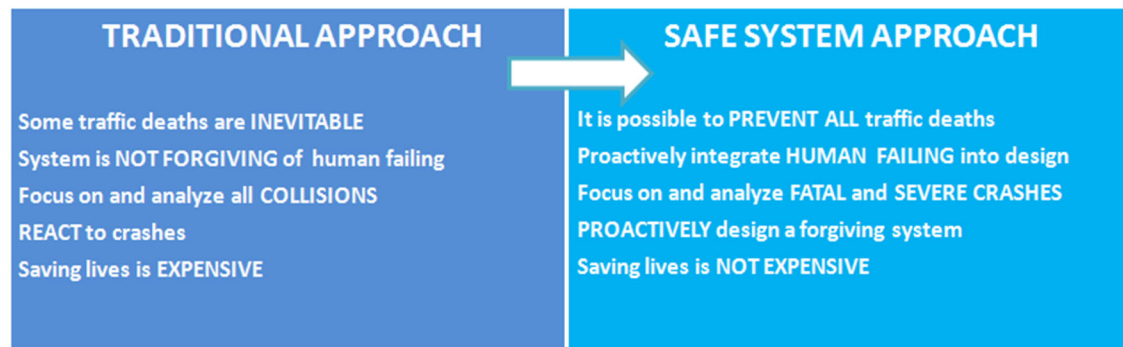 TRADITIONAL APPROACH
Some traffic deaths are INEVITABLE
System is NOT FORGIVING of human failing
Focus on and analyze all COLLISIONS
REACT to crashes
Saving lives is EXPENSIVE
SAFE SYSTEM APPROACH
It is possible to PREVENT ALL traffic deaths
Proactively integrate HUMAN FAILING into design
Focus on and analyze FATAL and SEVERE CRASHES
PROACTIVELY design a forgiving system
Saving lives is NOT EXPENSIVE